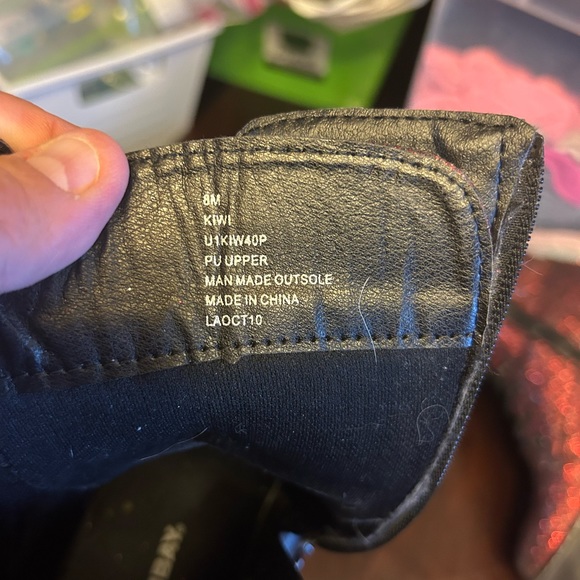 8M
KIWI
U1KIW40P
PU UPPER
MAN MADE OUTSOLE
MADE IN CHINA
LAOCT10